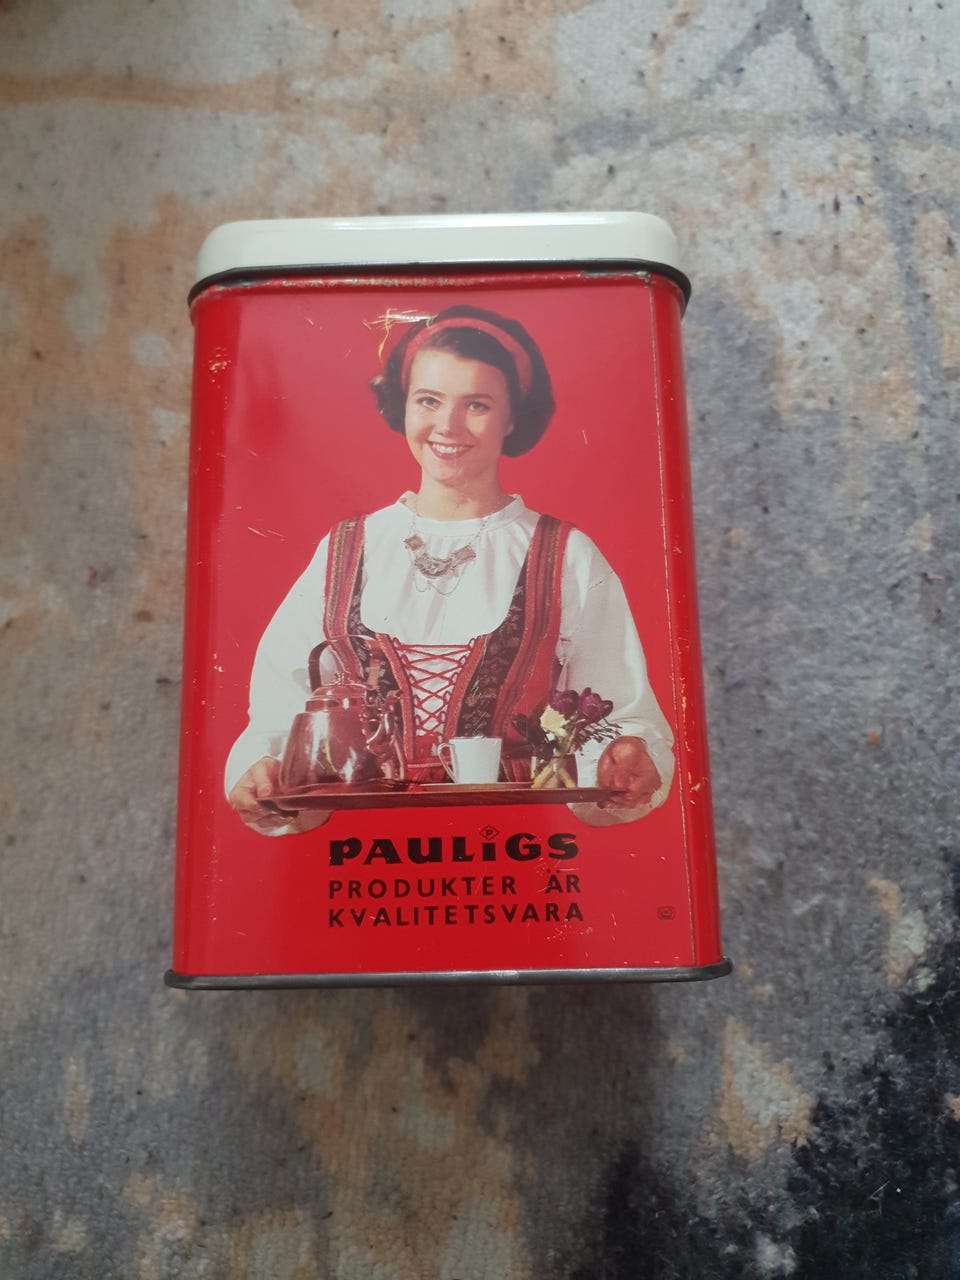 P
PAULiGS
PRODUKTER ÄR
KVALITETSVARA